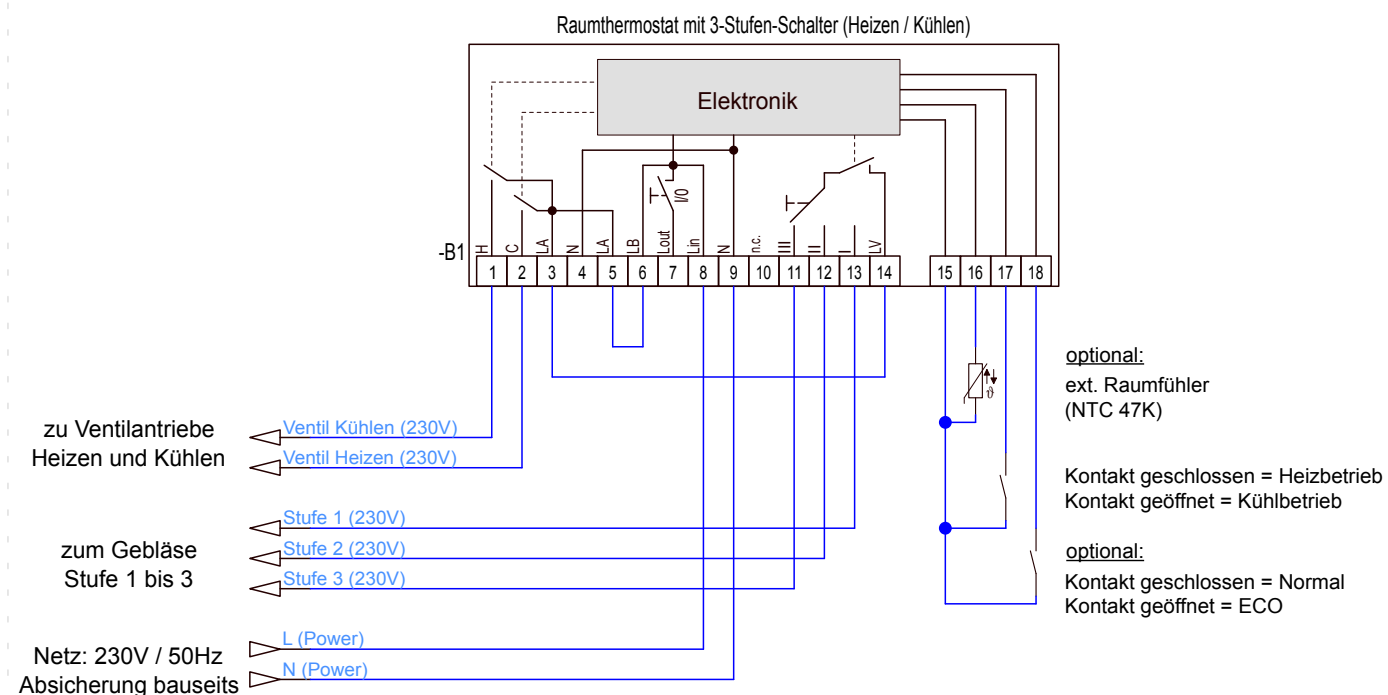 Raumthermostat mit 3-Stufen-Schalter (Heizen / Kühlen)
Elektronik
I/0
-B1
H C LA N LA LB Lout Lin N n.c. III II I LV
1 2 3 4 5 6 7 8 9 10 11 12 13 14 15 16 17 18
ϑ
optional:
ext. Raumfühler
(NTC 47K)
zu Ventilantriebe
Heizen und Kühlen
Ventil Kühlen (230V)
Ventil Heizen (230V)
Kontakt geschlossen = Heizbetrieb
Kontakt geöffnet = Kühlbetrieb
zum Gebläse
Stufe 1 bis 3
Stufe 1 (230V)
Stufe 2 (230V)
Stufe 3 (230V)
optional:
Kontakt geschlossen = Normal
Kontakt geöffnet = ECO
Netz: 230V / 50Hz
Absicherung bauseits
L (Power)
N (Power)